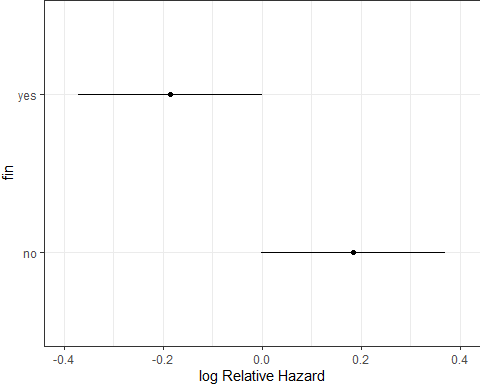 yes
fin
no
-0.4 -0.2 0.0 0.2 0.4
log Relative Hazard